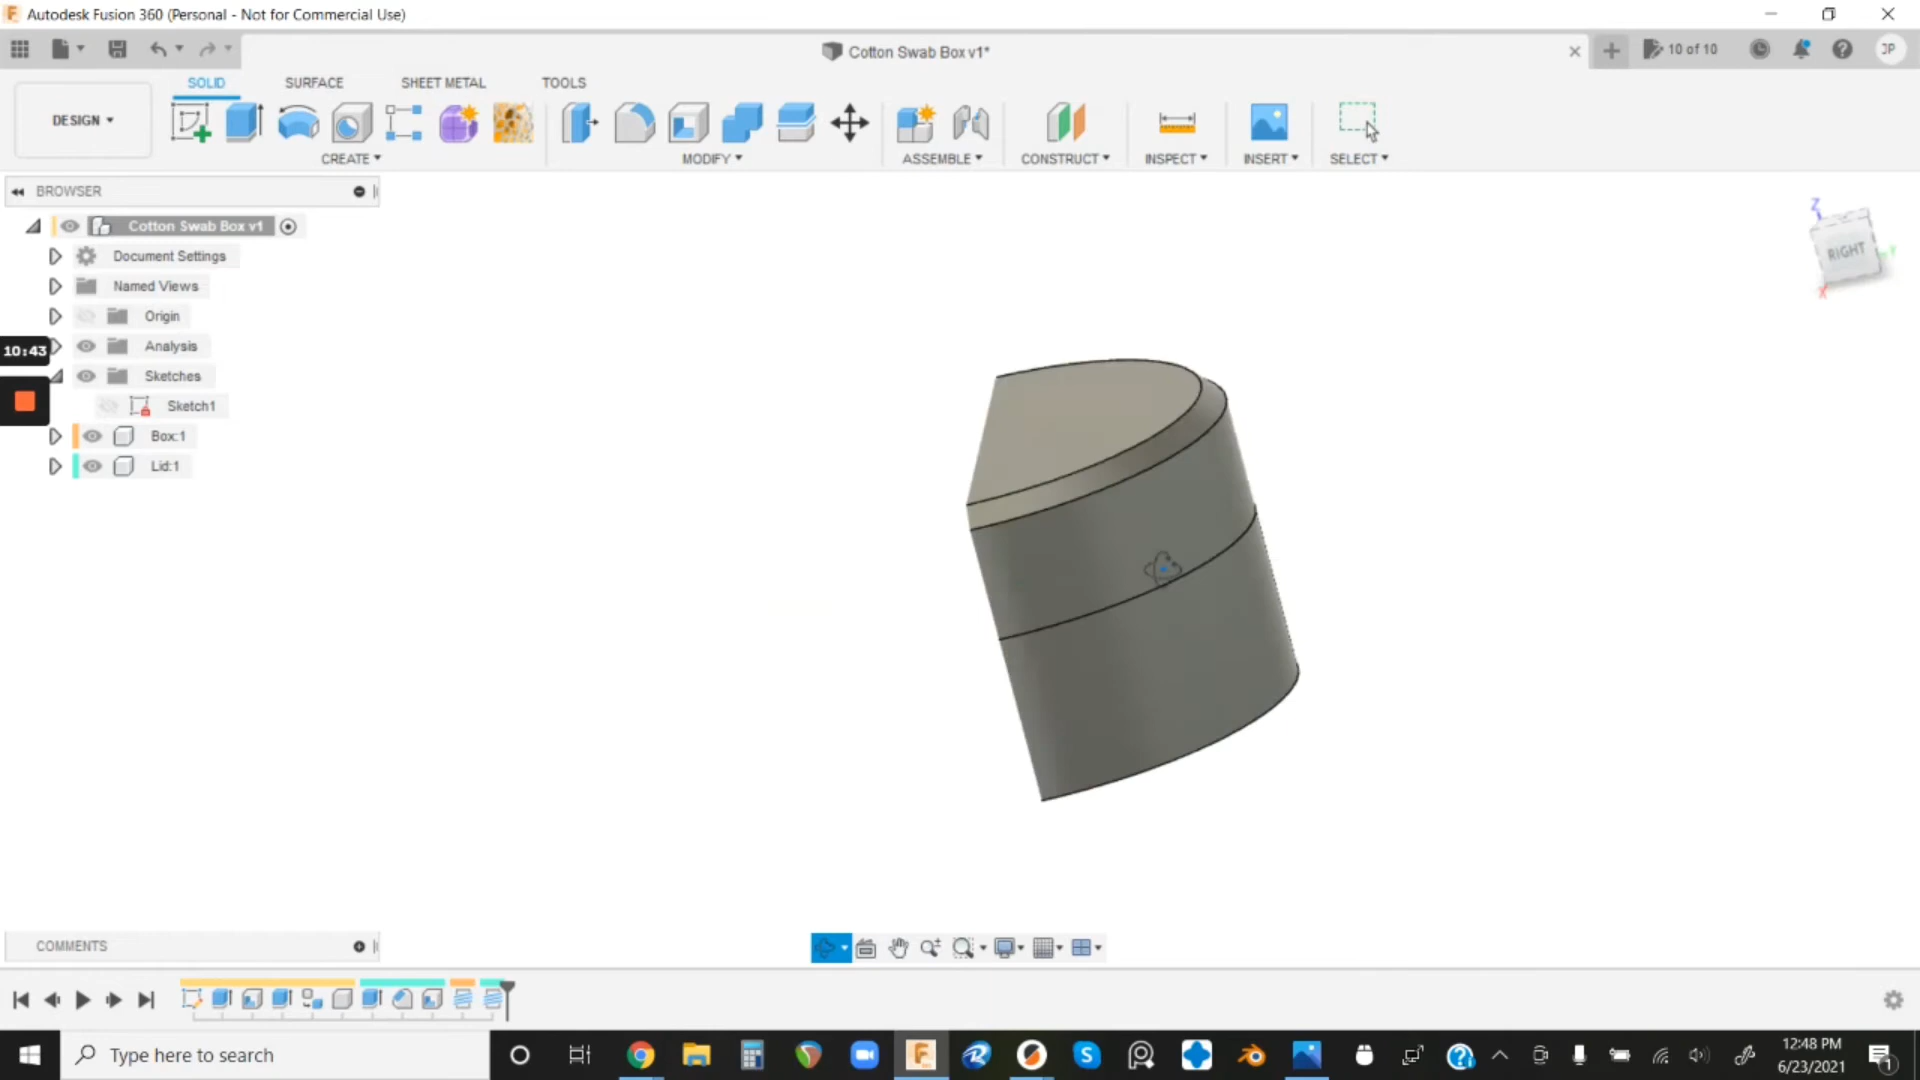 Autodesk Fusion 360 (Personal - Not for Commercial Use)
Cotton Swab Box v1*
10 of 10
JP
SOLID SURFACE SHEET METAL TOOLS
DESIGN
CREATE MODIFY ASSEMBLE CONSTRUCT INSPECT INSERT SELECT
BROWSER
Cotton Swab Box v1
Document Settings
Named Views
Origin
Analysis
10:43
Sketches
Sketch1
Box:1
Lid:1
Z
RIGHT
Y
X
COMMENTS
Type here to search
12:48 PM
6/23/2021
1